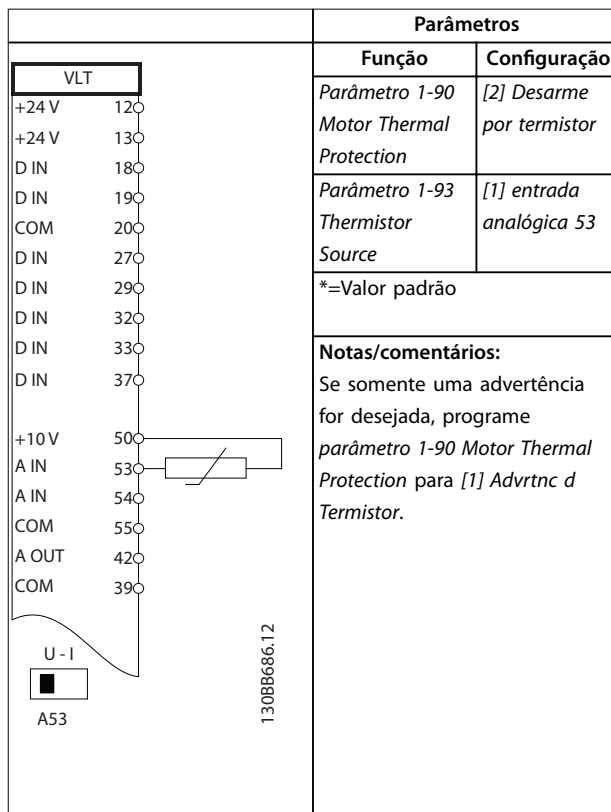 VLT
+24 V 12
+24 V 13
D IN 18
D IN 19
COM 20
D IN 27
D IN 29
D IN 32
D IN 33
D IN 37
+10 V 50
A IN 53
A IN 54
COM 55
A OUT 42
COM 39
U - I
A53
130BB686.12
Parâmetros
Função Configuração
Parâmetro 1-90 [2] Desarme
Motor Thermal por termistor
Protection
Parâmetro 1-93 [1] entrada
Thermistor analógica 53
Source
*=Valor padrão
Notas/comentários:
Se somente uma advertência
for desejada, programe
parâmetro 1-90 Motor Thermal
Protection para [1] Advrtnc d
Termistor.